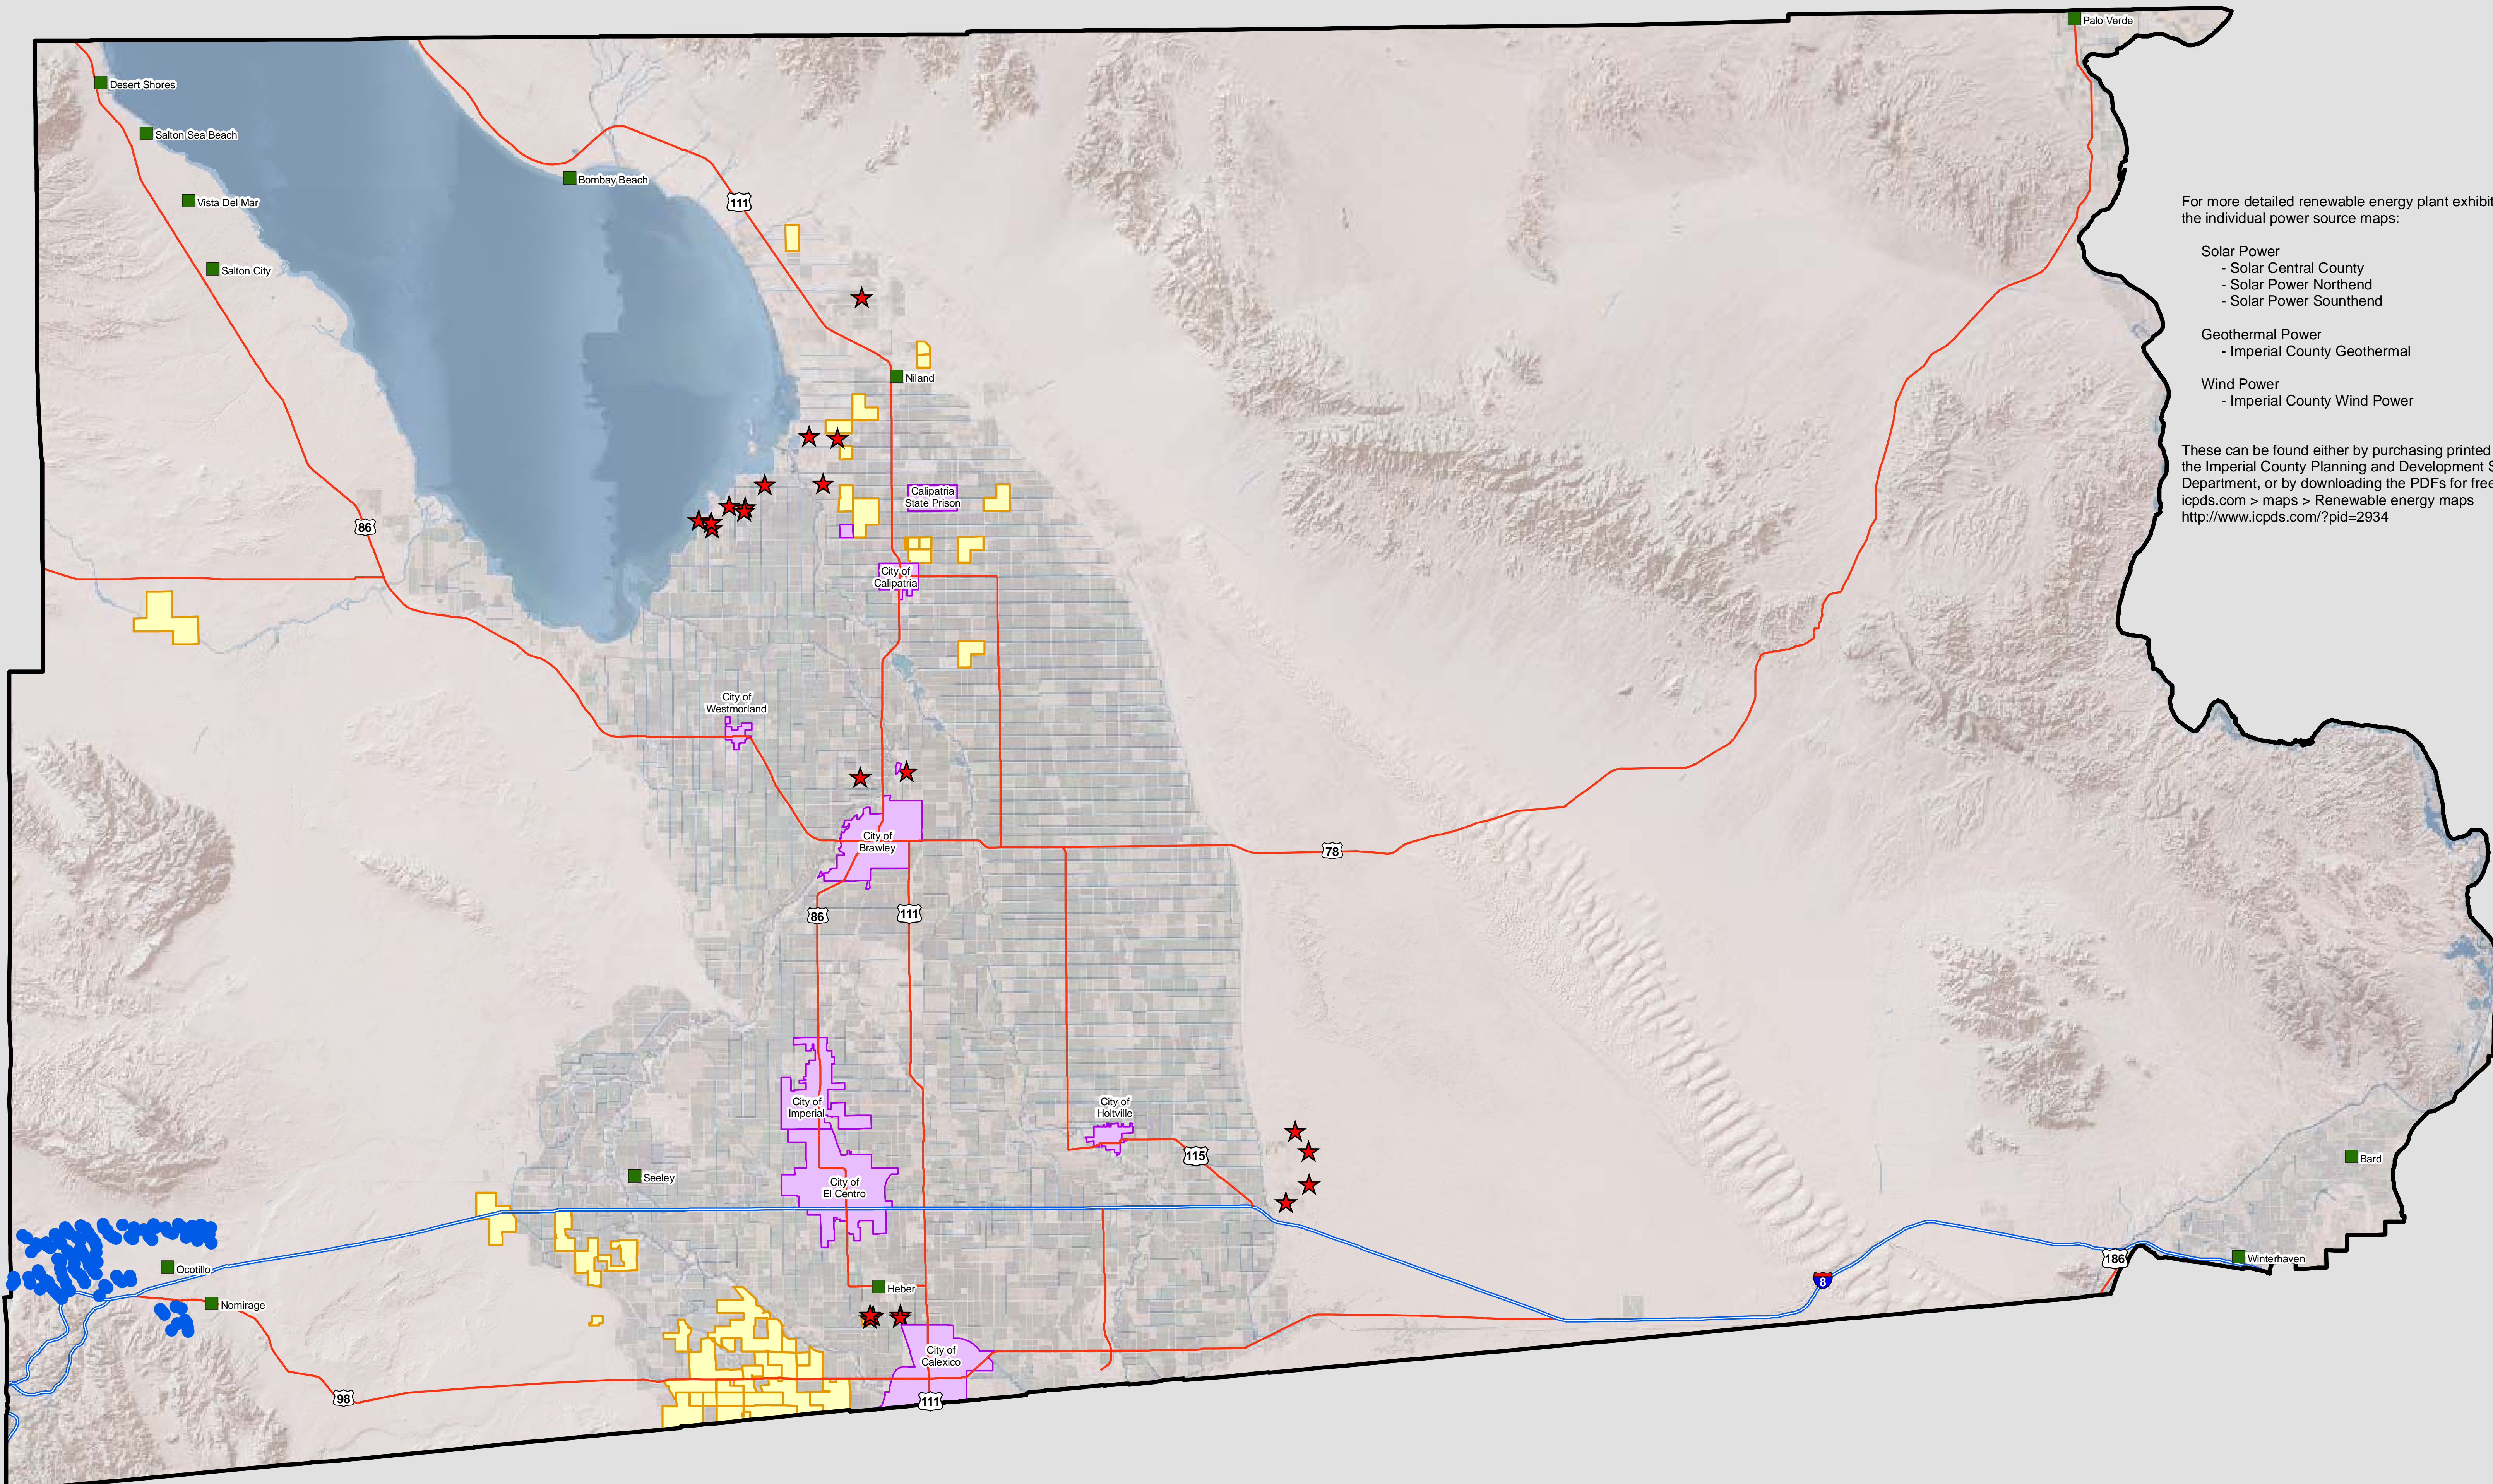 Palo Verde
Desert Shores
Salton Sea Beach
Bombay Beach
Vista Del Mar
111
Salton City
For more detailed renewable energy plant exhibit
the individual power source maps:
Solar Power
- Solar Central County
- Solar Power Northend
- Solar Power Sounthend
Geothermal Power
- Imperial County Geothermal
Wind Power
- Imperial County Wind Power
These can be found either by purchasing printed
the Imperial County Planning and Development S
Department, or by downloading the PDFs for free
icpds.com > maps > Renewable energy maps
http://www.icpds.com/?pid=2934
Niland
Calipatria
State Prison
86
City of
Calipatria
City of
Westmorland
City of
Brawley
78
86
111
City of
Imperial
City of
Holtville
115
Bard
Seeley
City of
El Centro
Ocotillo
186
Winterhaven
8
Heber
Nomirage
City of
Calexico
98
111